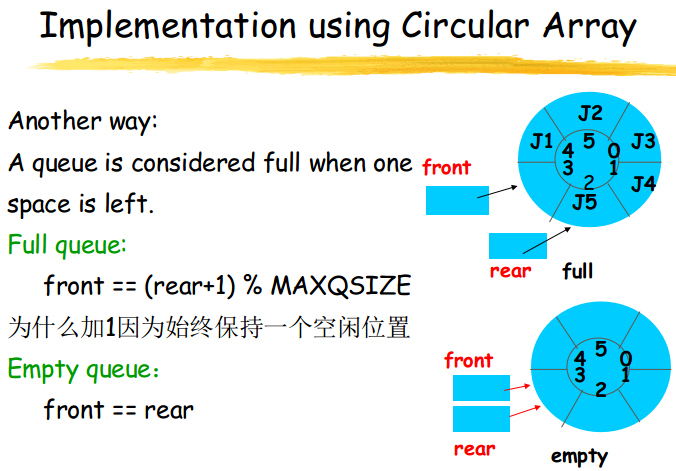 Implementation using Circular Array
Another way:
A queue is considered full when one
space is left.
Full queue:
front == (rear+1) % MAXQSIZE
为什么加1因为始终保持一个空闲位置
Empty queue：
front == rear
front
rear
full
J2
J1
J3
J4
J5
5
4
0
3
1
2
front
rear
empty
5
4
0
3
1
2